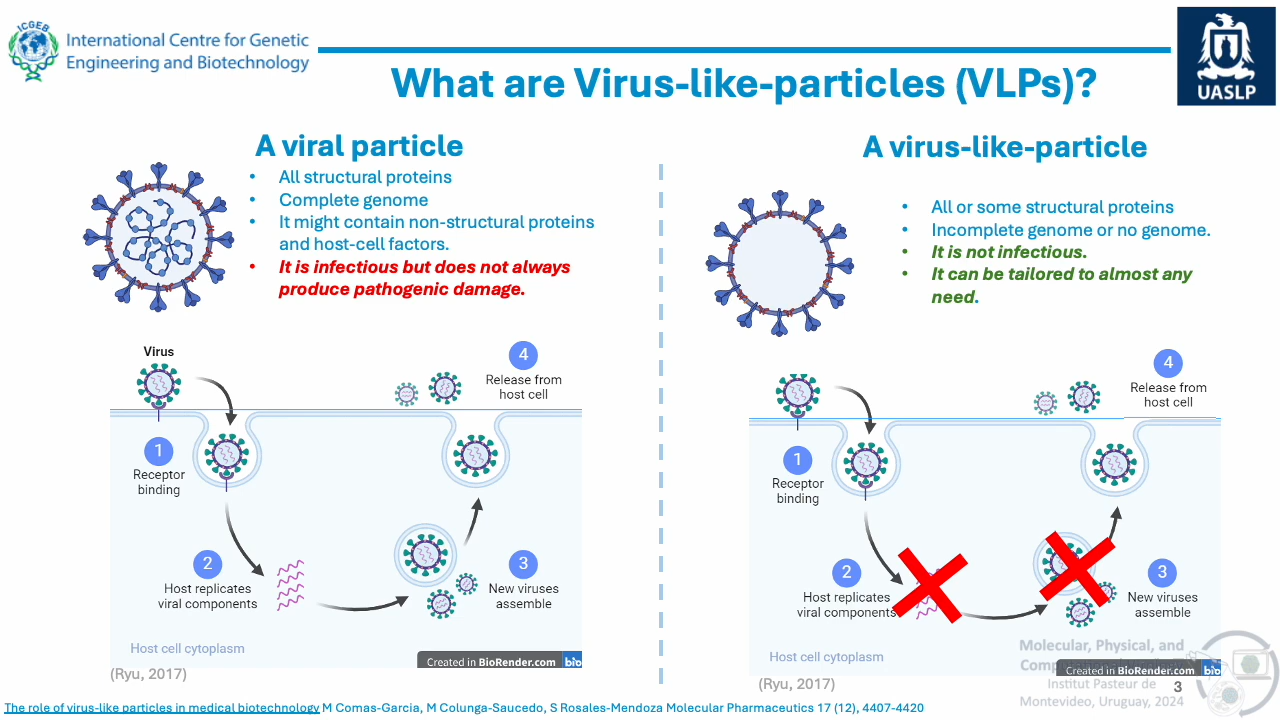 ICGEB
International Centre for Genetic
Engineering and Biotechnology
UASLP
What are Virus-like-particles (VLPs)?
A viral particle
• All structural proteins
• Complete genome
• It might contain non-structural proteins
and host-cell factors.
• It is infectious but does not always
produce pathogenic damage.
Virus
1
Receptor
binding
2
Host replicates
viral components
3
New viruses
assemble
4
Release from
host cell
Host cell cytoplasm
Created in BioRender.com bio
(Ryu, 2017)
A virus-like-particle
• All or some structural proteins
• Incomplete genome or no genome.
• It is not infectious.
• It can be tailored to almost any
need.
1
Receptor
binding
2
Host replicates
viral components
3
New viruses
assemble
4
Release from
host cell
Host cell cytoplasm
Created in BioRender.com bio
(Ryu, 2017)
Molecular, Physical, and
Institut Pasteur de
Montevideo, Uruguay, 2024
3
The role of virus-like particles in medical biotechnology M Comas-Garcia, M Colunga-Saucedo, S Rosales-Mendoza Molecular Pharmaceutics 17 (12), 4407-4420